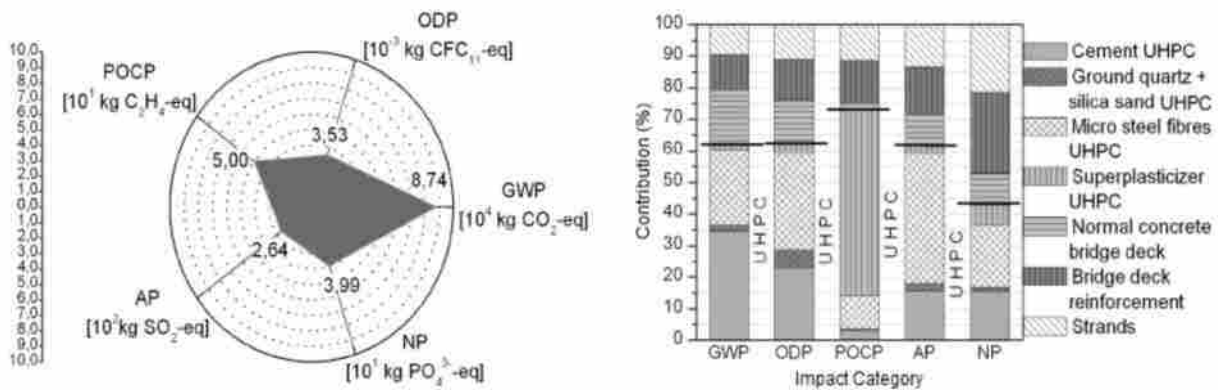 10,0
9,0
8,0
7,0
6,0
5,0
4,0
3,0
2,0
1,0
0,0
1,0
2,0
3,0
4,0
5,0
6,0
7,0
8,0
9,0
10,0
ODP
[10⁻³ kg CFC₁₁-eq]
POCP
[10¹ kg C₂H₄-eq]
3,53
5,00
8,74
GWP
[10⁴ kg CO₂-eq]
2,64
3,99
AP
[10²kg SO₂-eq]
NP
[10¹ kg PO₄³⁻-eq]
Contribution (%)
100
90
80
70
60
50
40
30
20
10
0
UHPC
UHPC
UHPC
UHPC
GWP
ODP
POCP
AP
NP
Impact Category
Cement UHPC
Ground quartz +
silica sand UHPC
Micro steel fibres
UHPC
Superplasticizer
UHPC
Normal concrete
bridge deck
Bridge deck
reinforcement
Strands